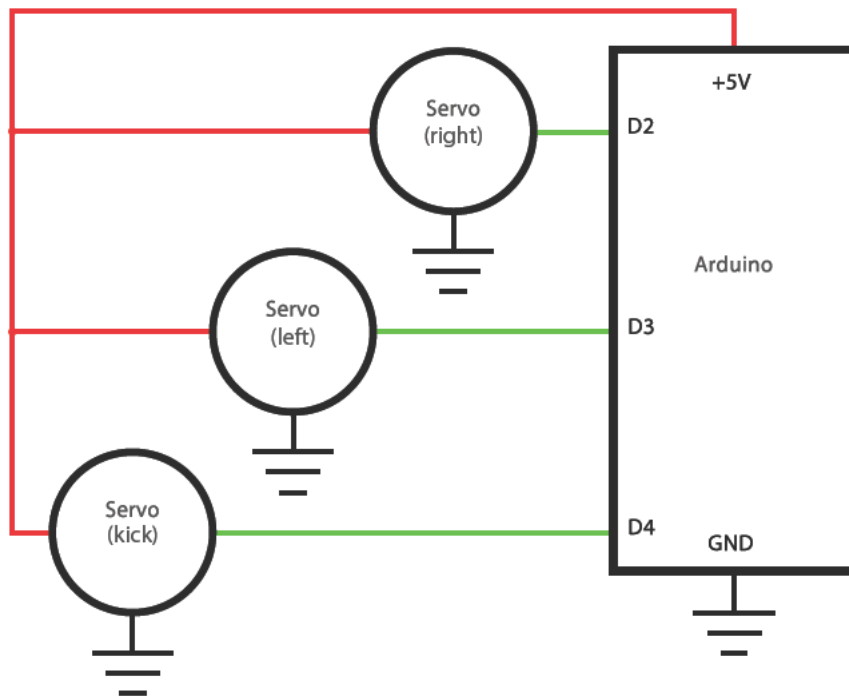 +5V
Servo
(right)
D2
Arduino
Servo
(left)
D3
Servo
(kick)
D4
GND